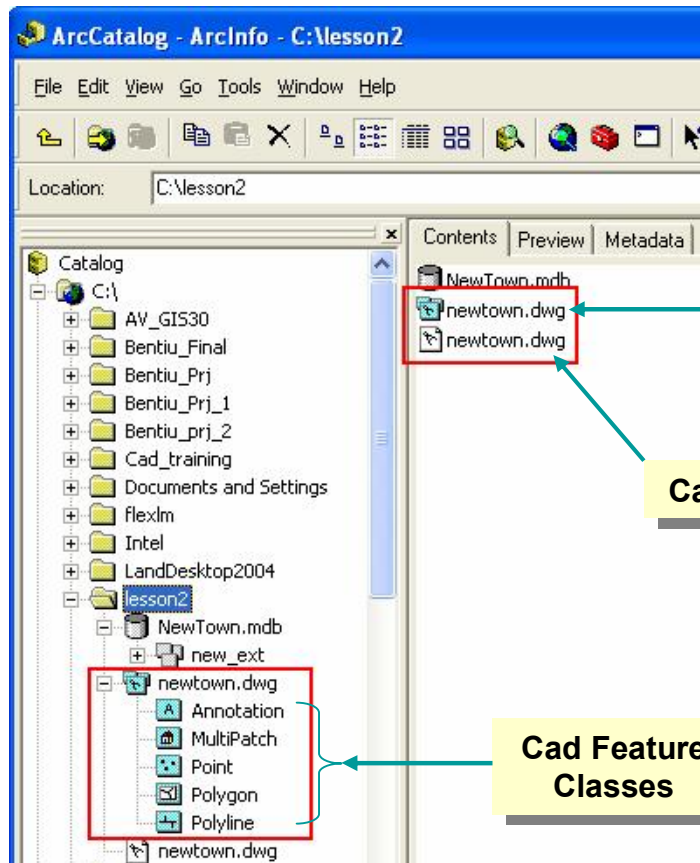 ArcCatalog - ArcInfo - C:\lesson2
File Edit View Go Tools Window Help
Location: C:\lesson2
Contents Preview Metadata
Catalog
C:\
AV_GIS30
Bentiu_Final
Bentiu_Prj
Bentiu_Prj_1
Bentiu_prj_2
Cad_training
Documents and Settings
flexlm
Intel
LandDesktop2004
lesson2
NewTown.mdb
new_ext
newtown.dwg
Annotation
MultiPatch
Point
Polygon
Polyline
newtown.dwg
NewTown.mdb
newtown.dwg
newtown.dwg
Ca
Cad Feature
Classes